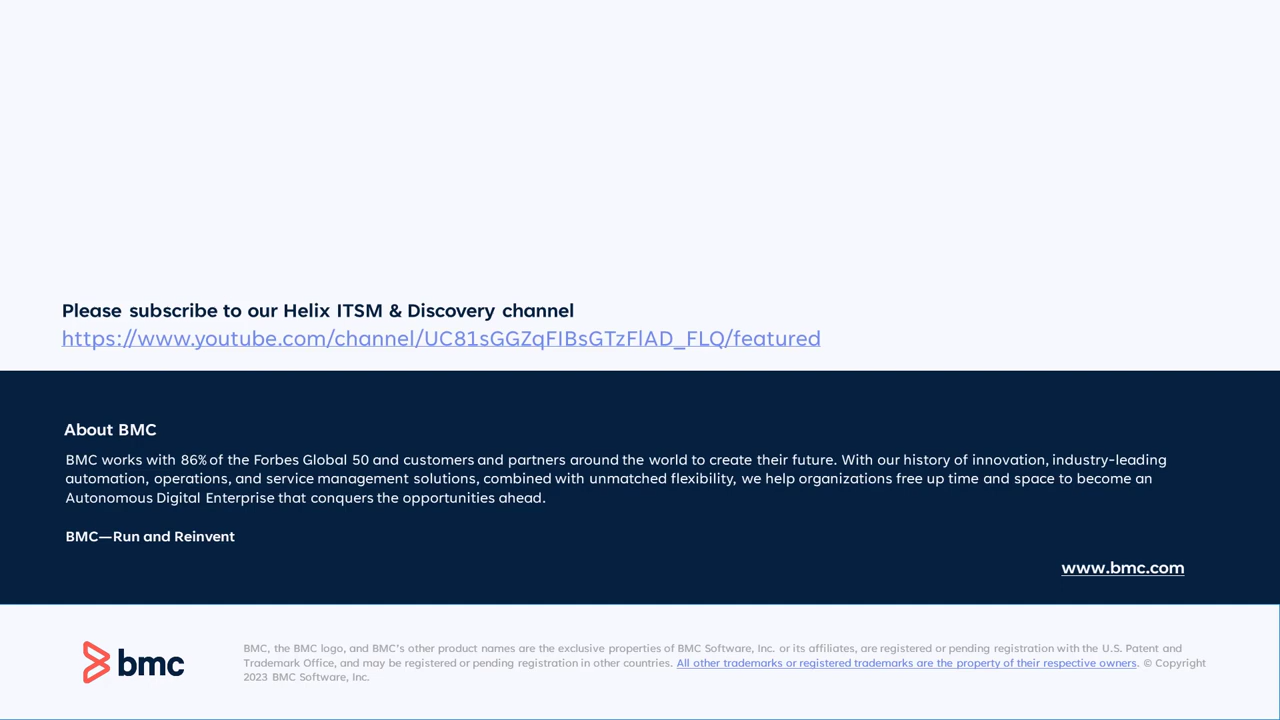 Please subscribe to our Helix ITSM & Discovery channel
https://www.youtube.com/channel/UC81sGGZqFIBsGTzFlAD_FLQ/featured
About BMC
BMC works with 86% of the Forbes Global 50 and customers and partners around the world to create their future. With our history of innovation, industry-leading
automation, operations, and service management solutions, combined with unmatched flexibility, we help organizations free up time and space to become an
Autonomous Digital Enterprise that conquers the opportunities ahead.
BMC—Run and Reinvent
www.bmc.com
bmc
BMC, the BMC logo, and BMC's other product names are the exclusive properties of BMC Software, Inc. or its affiliates, are registered or pending registration with the U.S. Patent and
Trademark Office, and may be registered or pending registration in other countries. All other trademarks or registered trademarks are the property of their respective owners. © Copyright
2023 BMC Software, Inc.